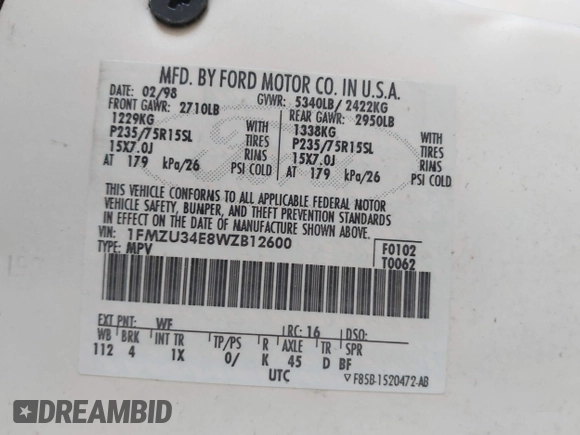 MFD. BY FORD MOTOR CO. IN U.S.A.
DATE: 02/98 GVWR: 5340LB/ 2422KG
FRONT GAWR: 2710LB REAR GAWR: 2950LB
1229KG WITH 1338KG WITH
P235/75R15SL TIRES P235/75R15SL TIRES
15X7.0J RIMS 15X7.0J RIMS
AT 179 kPa/26 PSI COLD AT 179 kPa/26 PSI COLD
THIS VEHICLE CONFORMS TO ALL APPLICABLE FEDERAL MOTOR
VEHICLE SAFETY, BUMPER, AND THEFT PREVENTION STANDARDS
IN EFFECT ON THE DATE OF MANUFACTURE SHOWN ABOVE.
VIN: 1FMZU34E8WZB12600 F0102
TYPE: MPV T0062
EXT PNT: WF RC: 16 DSO:
WB BRK INT TR TP/PS R AXLE TR SPR
112 4 1X 0/ K 45 D BF
UTC ▽ F85B-1520472-AB
DREAMBID